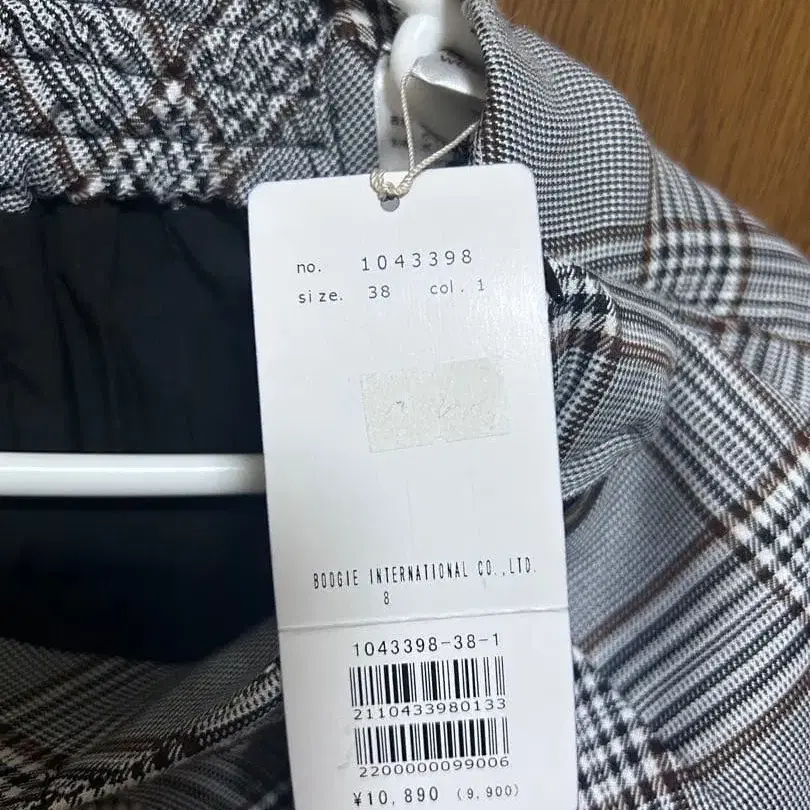 no. 1043398
size. 38 col. 1
BOOGIE INTERNATIONAL CO.,LTD.
8
1043398-38-1
2110433980133
2200000099006
¥10,890 (9,900)